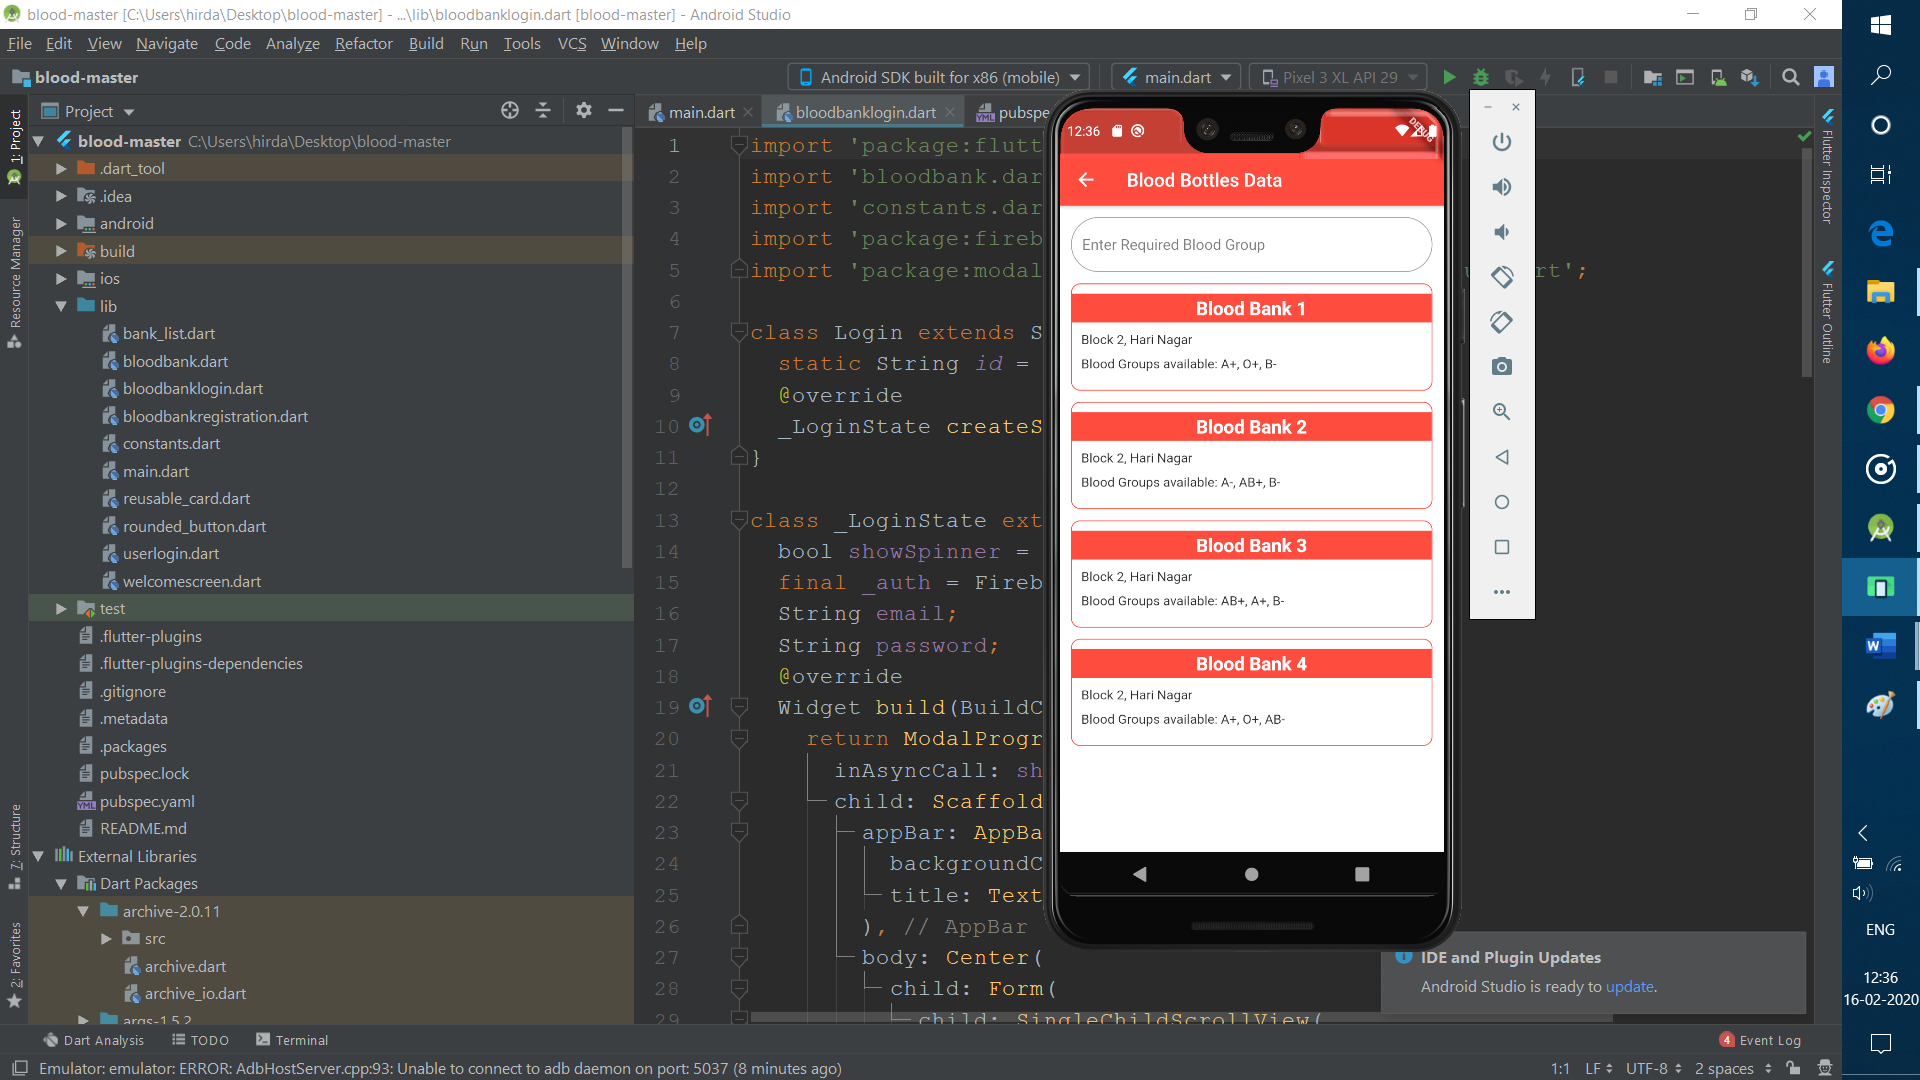 blood-master [C:\Users\hirda\Desktop\blood-master] - ...\lib\bloodbanklogin.dart [blood-master] - Android Studio
File Edit View Navigate Code Analyze Refactor Build Run Tools VCS Window Help
blood-master
Android SDK built for x86 (mobile)
main.dart
Pixel 3 XL API 29
1: Project
Resource Manager
7: Structure
2: Favorites
Project
blood-master C:\Users\hirda\Desktop\blood-master
.dart_tool
.idea
android
build
ios
lib
bank_list.dart
bloodbank.dart
bloodbanklogin.dart
bloodbankregistration.dart
constants.dart
main.dart
reusable_card.dart
rounded_button.dart
userlogin.dart
welcomescreen.dart
test
.flutter-plugins
.flutter-plugins-dependencies
.gitignore
.metadata
.packages
pubspec.lock
pubspec.yaml
README.md
External Libraries
Dart Packages
archive-2.0.11
src
archive.dart
archive_io.dart
args-1.5.2
main.dart
bloodbanklogin.dart
pubspe
1 import 'package:flutt
2 import 'bloodbank.dar
3 import 'constants.dar
4 import 'package:fireb
5 import 'package:modal rt';
6
7 class Login extends S
8 static String id =
9 @override
10 _LoginState createS
11 }
12
13 class _LoginState ext
14 bool showSpinner =
15 final _auth = Fireb
16 String email;
17 String password;
18 @override
19 Widget build(BuildC
20 return ModalProgr
21 inAsyncCall: sh
22 child: Scaffold
23 appBar: AppBa
24 backgroundC
25 title: Text
26 ), // AppBar
27 body: Center(
28 child: Form(
29 child: SingleChildScrollView(
12:36
DEBUG
Blood Bottles Data
Enter Required Blood Group
Blood Bank 1
Block 2, Hari Nagar
Blood Groups available: A+, O+, B-
Blood Bank 2
Block 2, Hari Nagar
Blood Groups available: A-, AB+, B-
Blood Bank 3
Block 2, Hari Nagar
Blood Groups available: AB+, A+, B-
Blood Bank 4
Block 2, Hari Nagar
Blood Groups available: A+, O+, AB-
Flutter Inspector
Flutter Outline
IDE and Plugin Updates
Android Studio is ready to update.
Dart Analysis
TODO
Terminal
4 Event Log
Emulator: emulator: ERROR: AdbHostServer.cpp:93: Unable to connect to adb daemon on port: 5037 (8 minutes ago)
1:1 LF UTF-8 2 spaces
ENG
12:36
16-02-2020